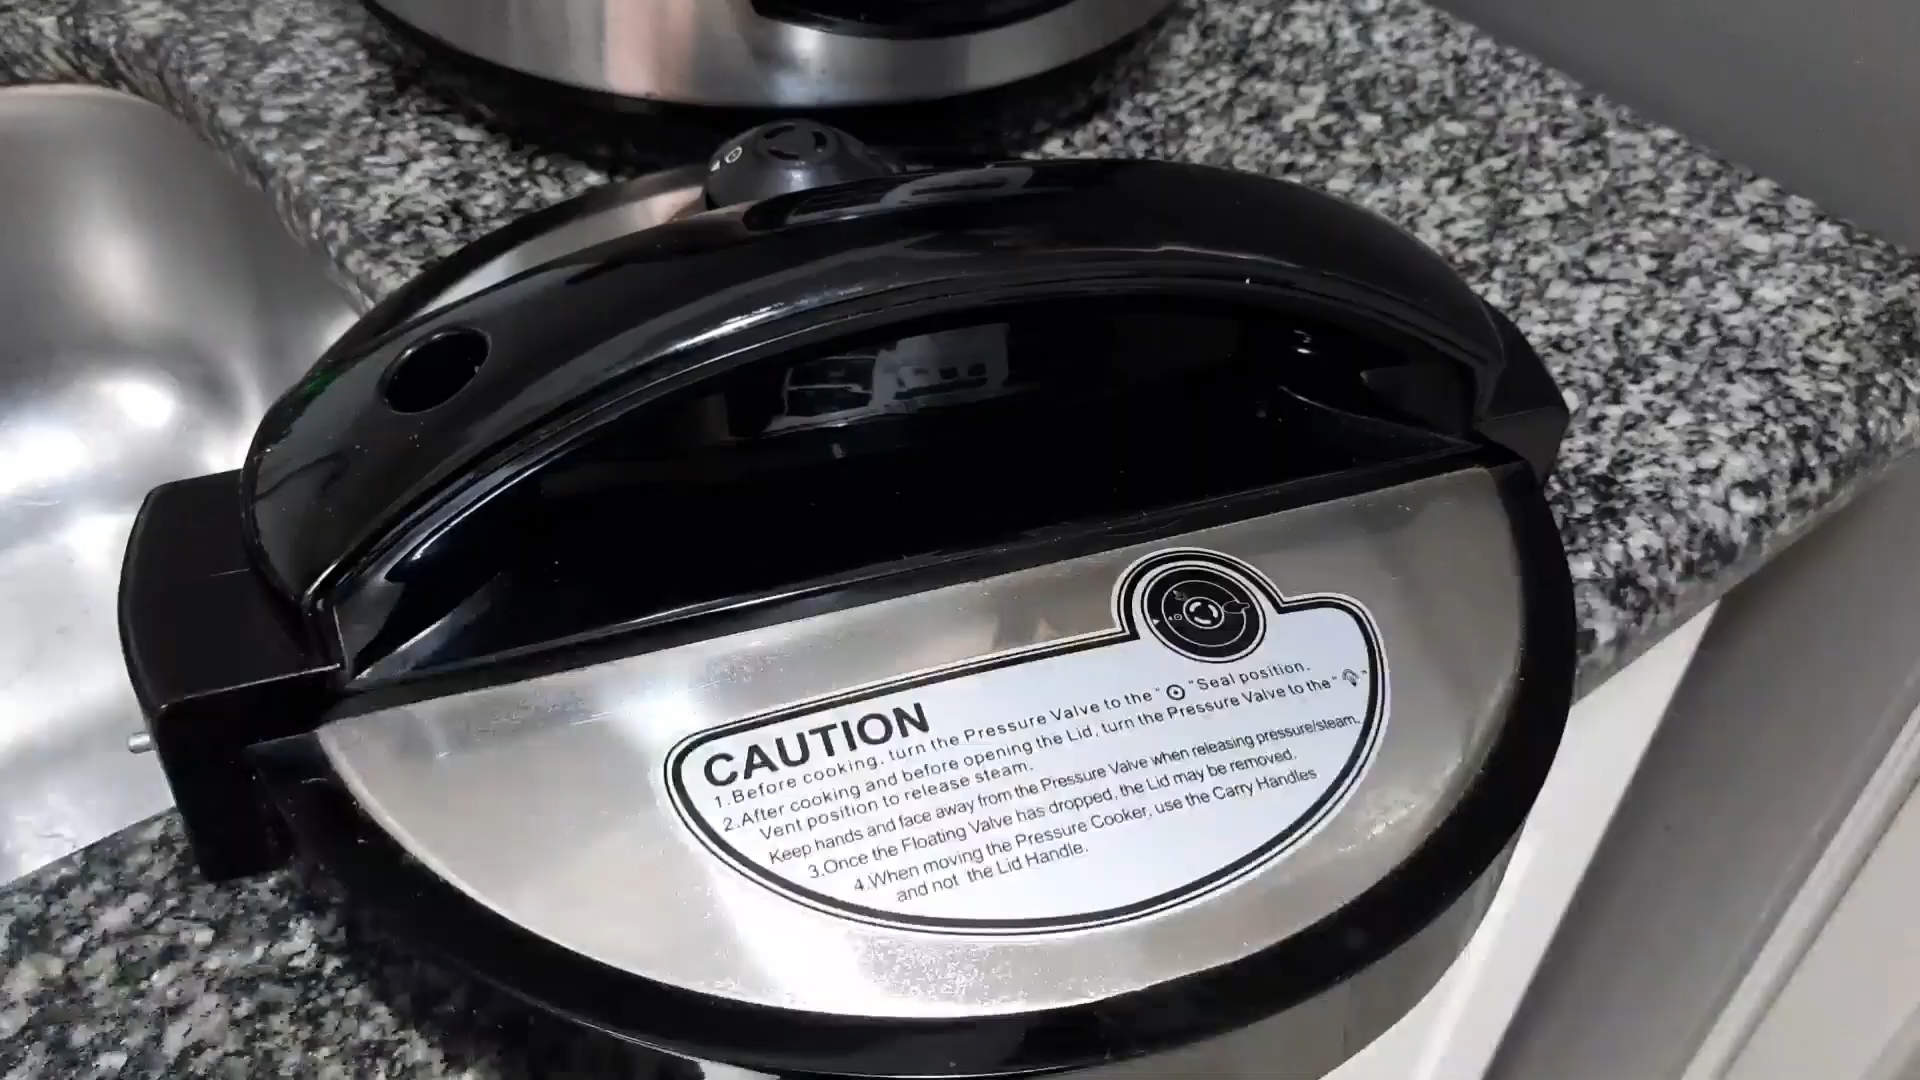 CAUTION
1.Before cooking, turn the Pressure Valve to the " ⊙ "Seal position.
2.After cooking and before opening the Lid, turn the Pressure Valve to the " "
Vent position to release steam.
Keep hands and face away from the Pressure Valve when releasing pressure/steam.
3.Once the Floating Valve has dropped, the Lid may be removed.
4.When moving the Pressure Cooker, use the Carry Handles
and not the Lid Handle.